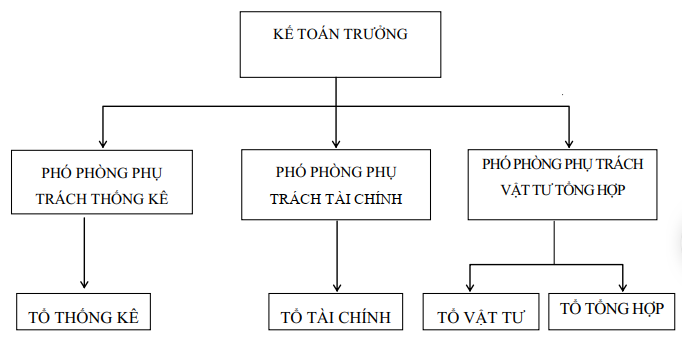 KẾ TOÁN TRƯỞNG
PHÓ PHÒNG PHỤ
TRÁCH THỐNG KÊ
PHÓ PHÒNG PHỤ
TRÁCH TÀI CHÍNH
PHÓ PHÒNG PHỤ TRÁCH
VẬT TƯ TỔNG HỢP
TỔ THỐNG KÊ
TỔ TÀI CHÍNH
TỔ VẬT TƯ
TỔ TỔNG HỢP